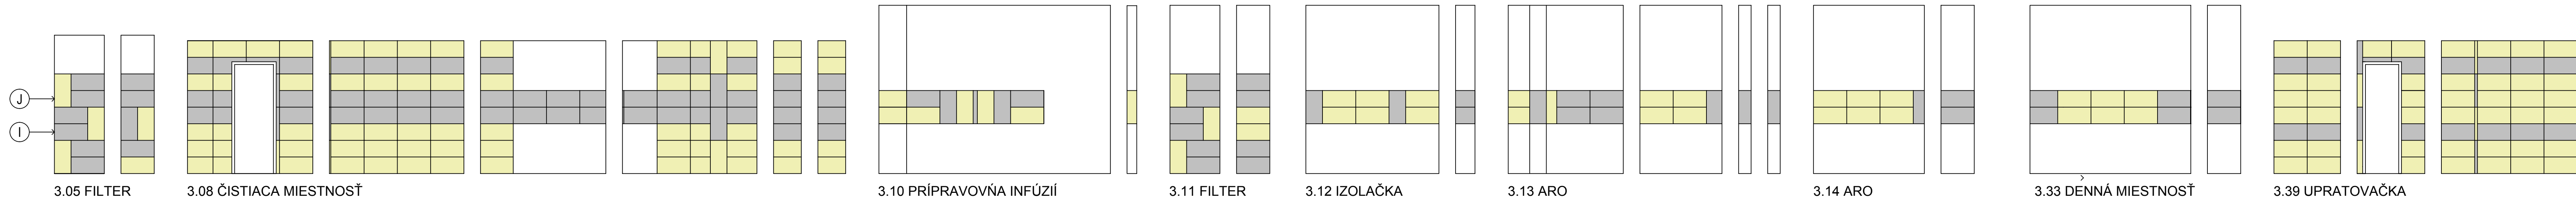 J
I
3.05 FILTER
3.08 ČISTIACA MIESTNOSŤ
3.10 PRÍPRAVOVŃA INFÚZIÍ
3.11 FILTER
3.12 IZOLAČKA
3.13 ARO
3.14 ARO
3.33 DENNÁ MIESTNOSŤ
3.39 UPRATOVAČKA